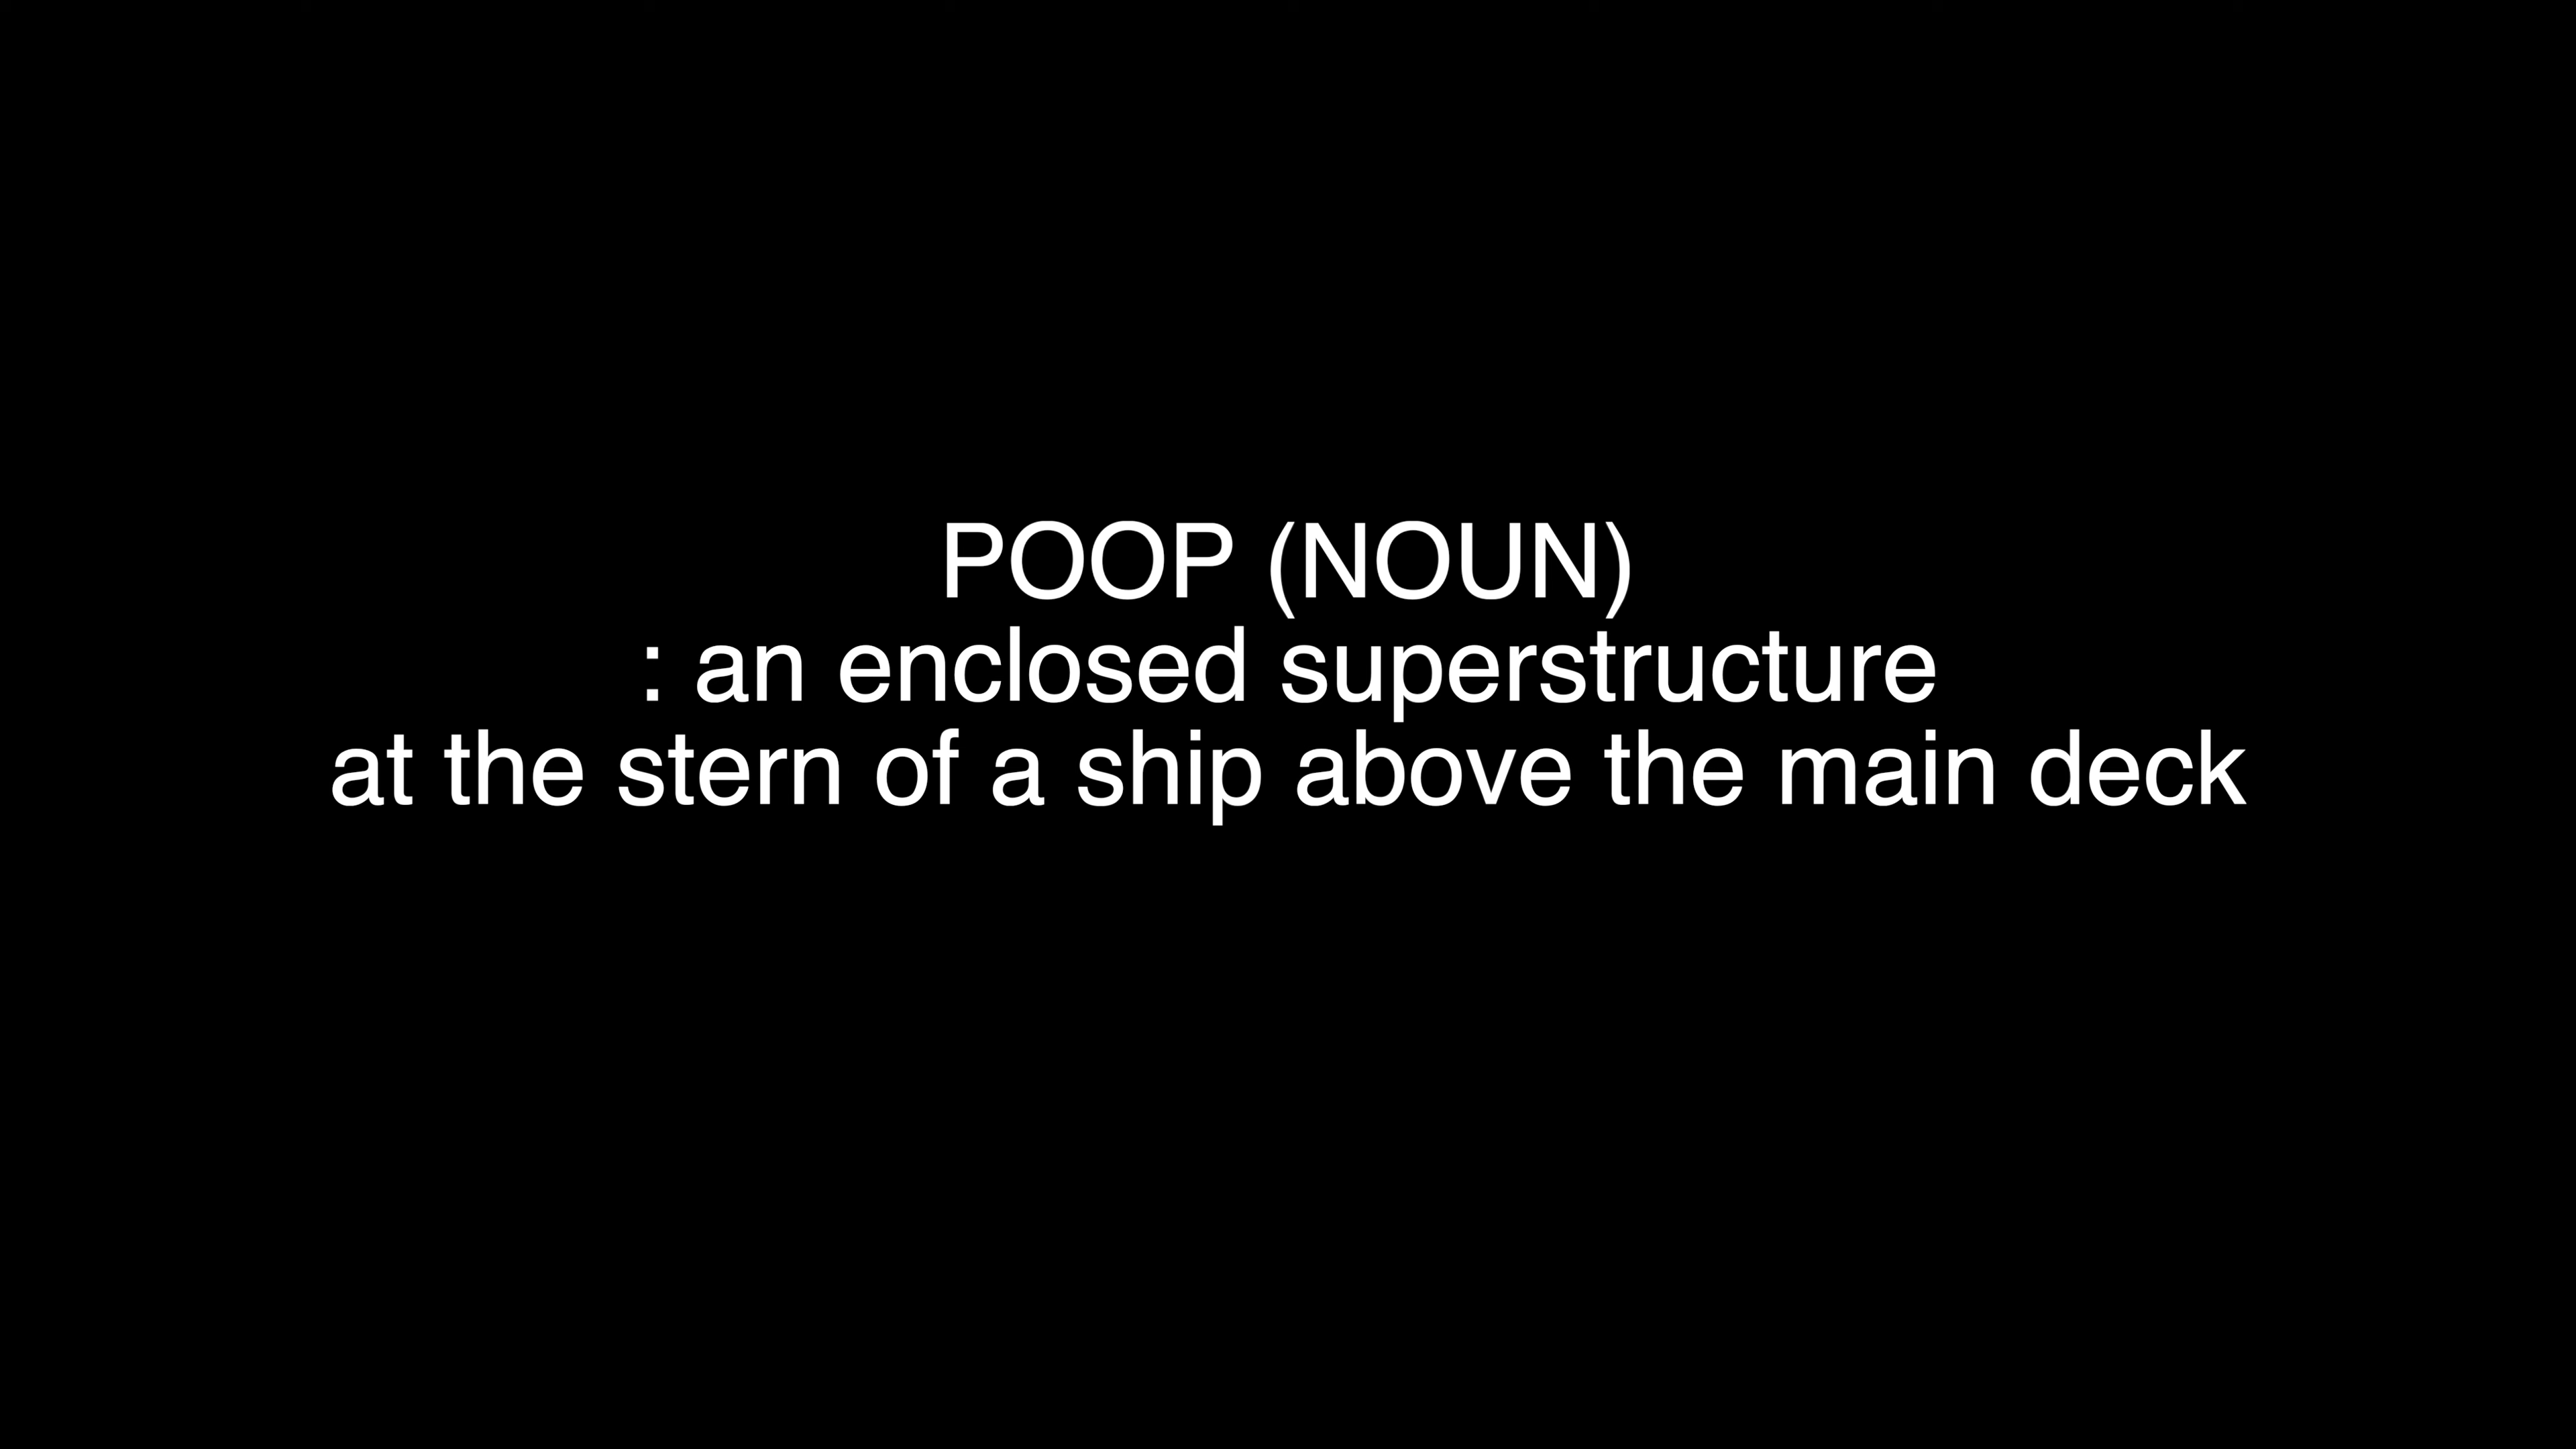 POOP (NOUN)
: an enclosed superstructure
at the stern of a ship above the main deck